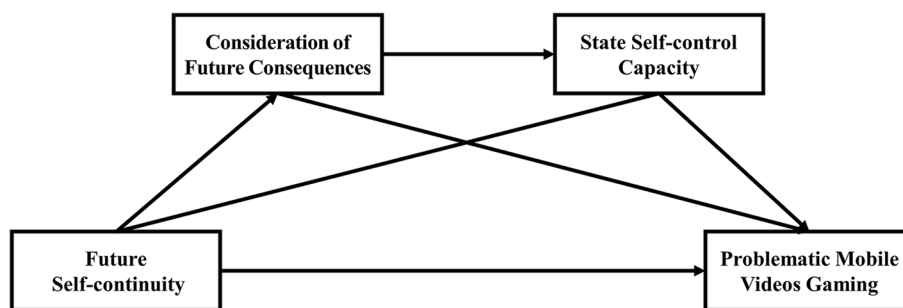 Consideration of
Future Consequences
State Self-control
Capacity
Future
Self-continuity
Problematic Mobile
Videos Gaming